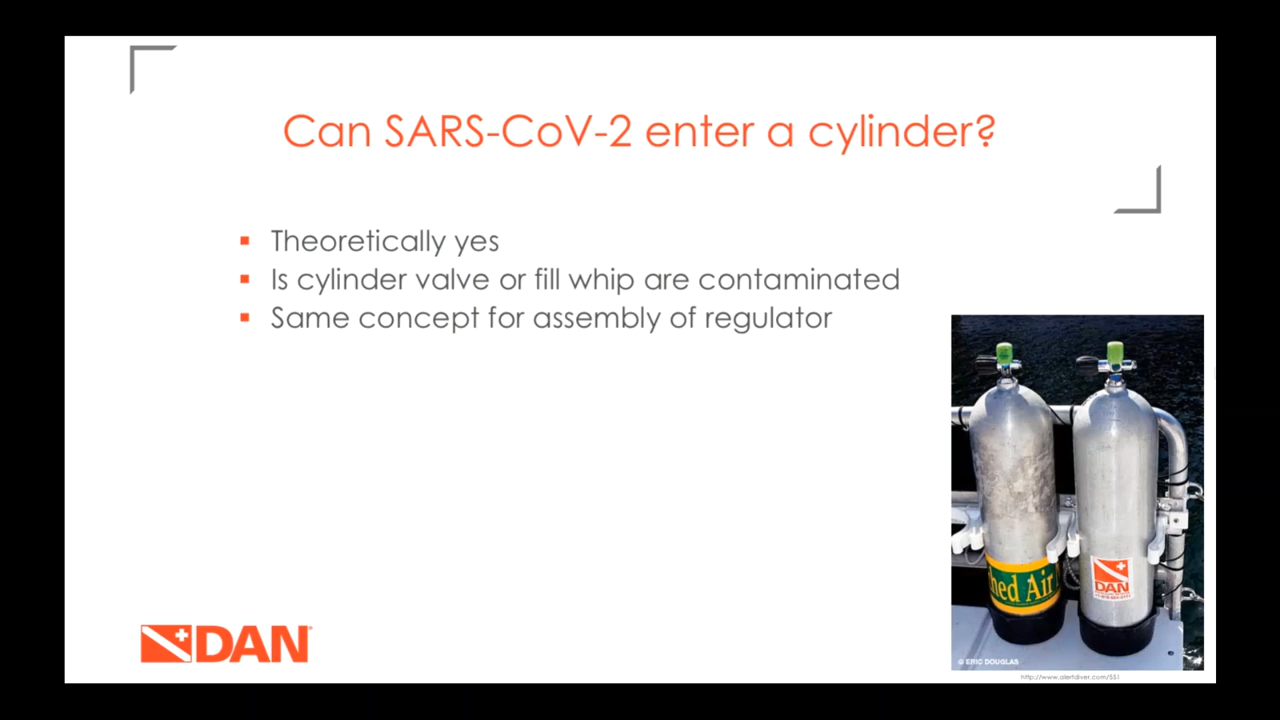 Can SARS-CoV-2 enter a cylinder?
Theoretically yes
Is cylinder valve or fill whip are contaminated
Same concept for assembly of regulator
hed Air
DAN
© ERIC DOUGLAS
DAN
http://www.alertdiver.com/551